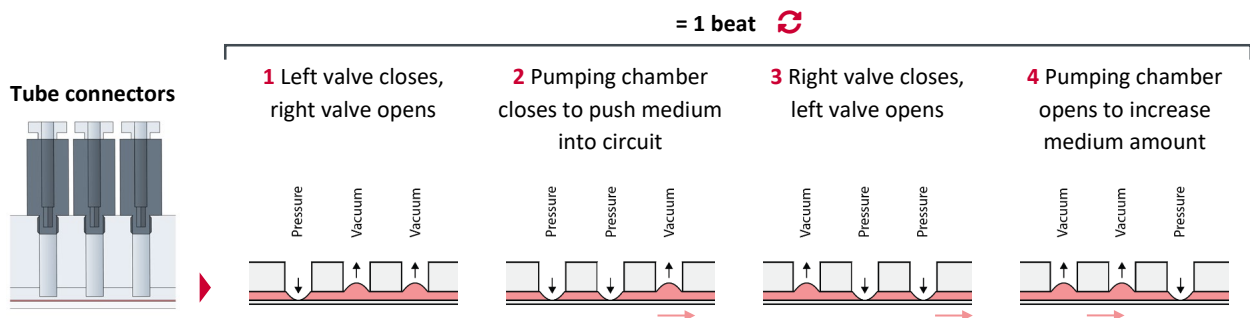 = 1 beat
Tube connectors
1 Left valve closes,
right valve opens
2 Pumping chamber
closes to push medium
into circuit
3 Right valve closes,
left valve opens
4 Pumping chamber
opens to increase
medium amount
Pressure
Vacuum
Vacuum
Pressure
Pressure
Vacuum
Vacuum
Pressure
Pressure
Vacuum
Vacuum
Pressure